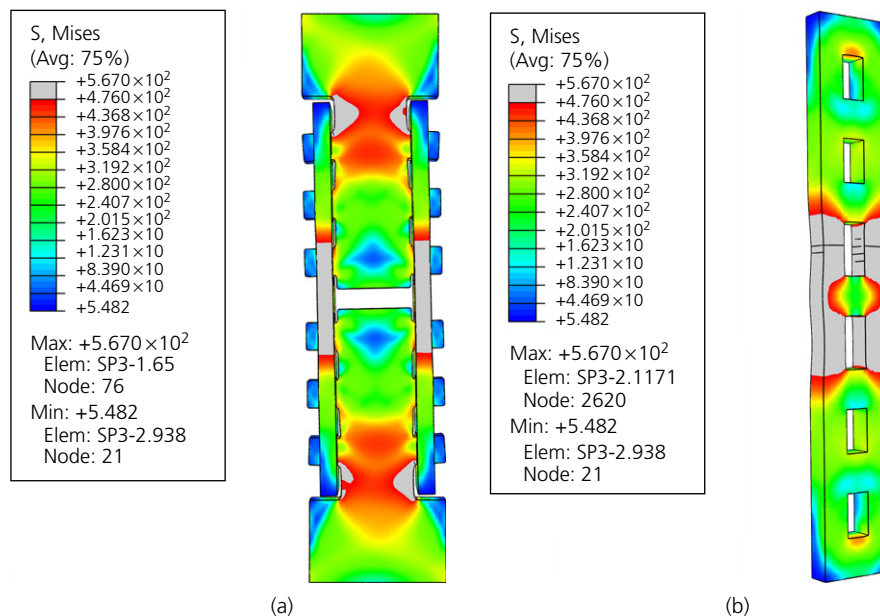 S, Mises
(Avg: 75%)
+5.670×10²
+4.760×10²
+4.368×10²
+3.976×10²
+3.584×10²
+3.192×10²
+2.800×10²
+2.407×10²
+2.015×10²
+1.623×10
+1.231×10
+8.390×10
+4.469×10
+5.482
Max: +5.670×10²
Elem: SP3-1.65
Node: 76
Min: +5.482
Elem: SP3-2.938
Node: 21
(a)
S, Mises
(Avg: 75%)
+5.670×10²
+4.760×10²
+4.368×10²
+3.976×10²
+3.584×10²
+3.192×10²
+2.800×10²
+2.407×10²
+2.015×10²
+1.623×10
+1.231×10
+8.390×10
+4.469×10
+5.482
Max: +5.670×10²
Elem: SP3-2.1171
Node: 2620
Min: +5.482
Elem: SP3-2.938
Node: 21
(b)